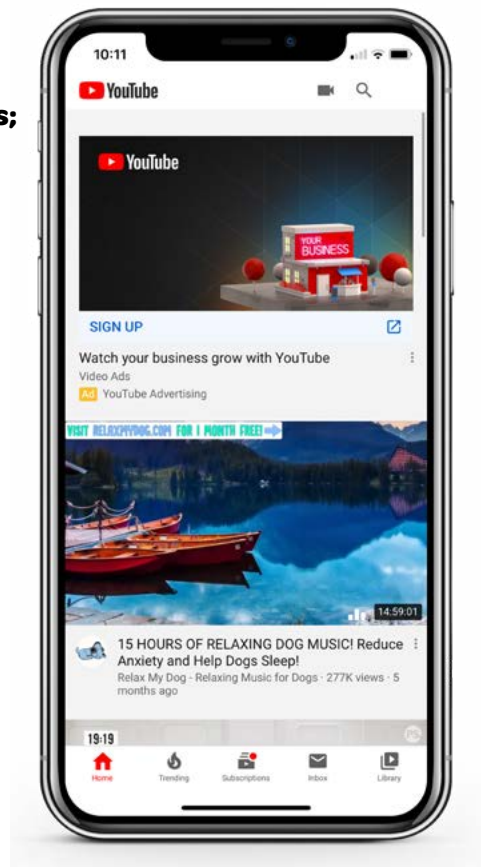 s;
10:11
YouTube
YouTube
YOUR
BUSINESS
SIGN UP
Watch your business grow with YouTube
Video Ads
Ad YouTube Advertising
VISIT RELAXMYDOG.COM FOR 1 MONTH FREE!
14:59:01
15 HOURS OF RELAXING DOG MUSIC! Reduce
Anxiety and Help Dogs Sleep!
Relax My Dog - Relaxing Music for Dogs · 277K views · 5
months ago
19:19
Home Trending Subscriptions Inbox Library